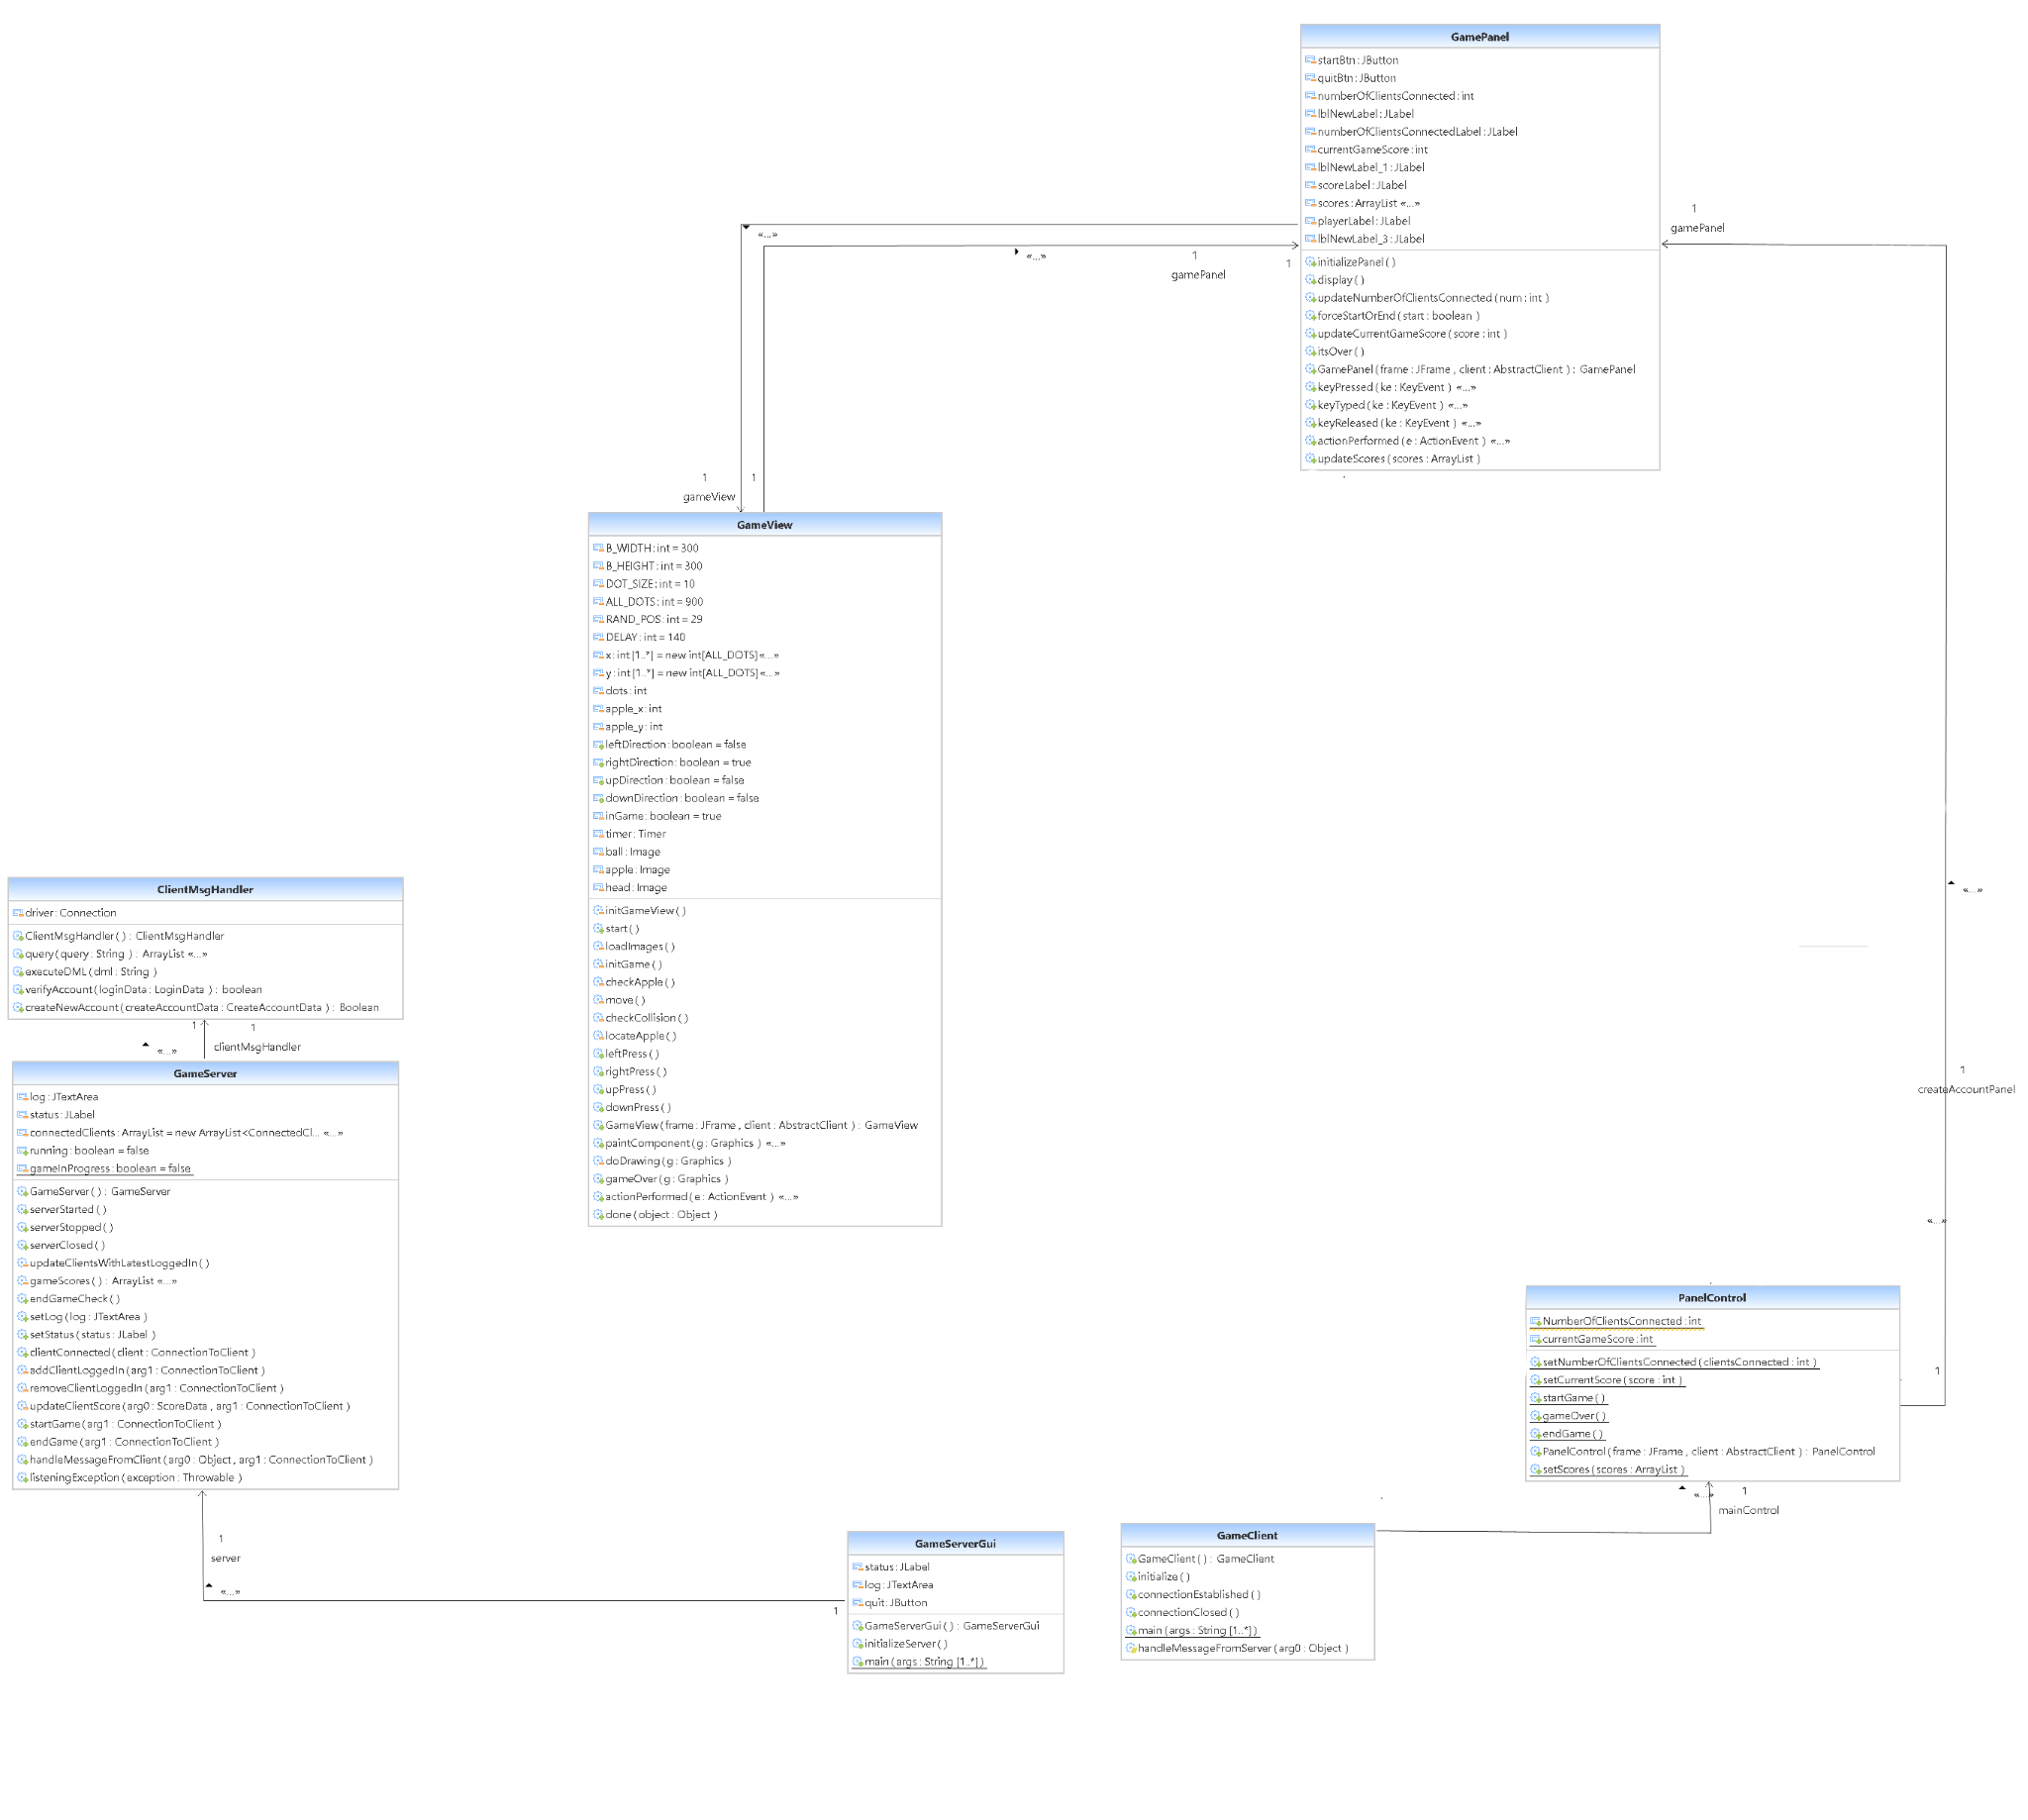 GamePanel
startBtn : JButton
quitBtn : JButton
numberOfClientsConnected : int
lblNewLabel : JLabel
numberOfClientsConnectedLabel : JLabel
currentGameScore : int
lblNewLabel_1 : JLabel
scoreLabel : JLabel
scores : ArrayList «...»
playerLabel : JLabel
lblNewLabel_3 : JLabel
initializePanel ( )
display ( )
updateNumberOfClientsConnected ( num : int )
forceStartOrEnd ( start : boolean )
updateCurrentGameScore ( score : int )
itsOver ( )
GamePanel ( frame : JFrame , client : AbstractClient ) : GamePanel
keyPressed ( ke : KeyEvent ) «...»
keyTyped ( ke : KeyEvent ) «...»
keyReleased ( ke : KeyEvent ) «...»
actionPerformed ( e : ActionEvent ) «...»
updateScores ( scores : ArrayList )
1
gamePanel
«...»
«...»
1
gamePanel
1
1
gameView
1
GameView
B_WIDTH : int = 300
B_HEIGHT : int = 300
DOT_SIZE : int = 10
ALL_DOTS : int = 900
RAND_POS : int = 29
DELAY : int = 140
x : int [1..*] = new int[ALL_DOTS] «...»
y : int [1..*] = new int[ALL_DOTS] «...»
dots : int
apple_x : int
apple_y : int
leftDirection : boolean = false
rightDirection : boolean = true
upDirection : boolean = false
downDirection : boolean = false
inGame : boolean = true
timer : Timer
ball : Image
apple : Image
head : Image
initGameView ( )
start ( )
loadImages ( )
initGame ( )
checkApple ( )
move ( )
checkCollision ( )
locateApple ( )
leftPress ( )
rightPress ( )
upPress ( )
downPress ( )
GameView ( frame : JFrame , client : AbstractClient ) : GameView
paintComponent ( g : Graphics ) «...»
doDrawing ( g : Graphics )
gameOver ( g : Graphics )
actionPerformed ( e : ActionEvent ) «...»
done ( object : Object )
ClientMsgHandler
driver : Connection
ClientMsgHandler ( ) : ClientMsgHandler
query ( query : String ) : ArrayList «...»
executeDML ( dml : String )
verifyAccount ( loginData : LoginData ) : boolean
createNewAccount ( createAccountData : CreateAccountData ) : Boolean
1
1
«...»
clientMsgHandler
GameServer
log : JTextArea
status : JLabel
connectedClients : ArrayList = new ArrayList<ConnectedCl... «...»
running : boolean = false
gameInProgress : boolean = false
GameServer ( ) : GameServer
serverStarted ( )
serverStopped ( )
serverClosed ( )
updateClientsWithLatestLoggedIn ( )
gameScores ( ) : ArrayList «...»
endGameCheck ( )
setLog ( log : JTextArea )
setStatus ( status : JLabel )
clientConnected ( client : ConnectionToClient )
addClientLoggedIn ( arg1 : ConnectionToClient )
removeClientLoggedIn ( arg1 : ConnectionToClient )
updateClientScore ( arg0 : ScoreData , arg1 : ConnectionToClient )
startGame ( arg1 : ConnectionToClient )
endGame ( arg1 : ConnectionToClient )
handleMessageFromClient ( arg0 : Object , arg1 : ConnectionToClient )
listeningException ( exception : Throwable )
1
server
«...»
1
GameServerGui
status : JLabel
log : JTextArea
quit : JButton
GameServerGui ( ) : GameServerGui
initializeServer ( )
main ( args : String [1..*] )
GameClient
GameClient ( ) : GameClient
initialize ( )
connectionEstablished ( )
connectionClosed ( )
main ( args : String [1..*] )
handleMessageFromServer ( arg0 : Object )
«...»
1
createAccountPanel
«...»
PanelControl
NumberOfClientsConnected : int
currentGameScore : int
setNumberOfClientsConnected ( clientsConnected : int )
setCurrentScore ( score : int )
startGame ( )
gameOver ( )
endGame ( )
PanelControl ( frame : JFrame , client : AbstractClient ) : PanelControl
setScores ( scores : ArrayList )
1
«...»
1
mainControl